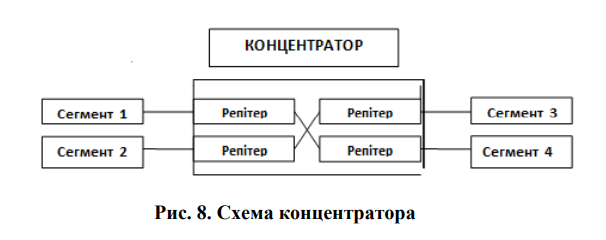 КОНЦЕНТРАТОР
Сегмент 1 Репітер Репітер Сегмент 3
Сегмент 2 Репітер Репітер Сегмент 4
Рис. 8. Схема концентратора